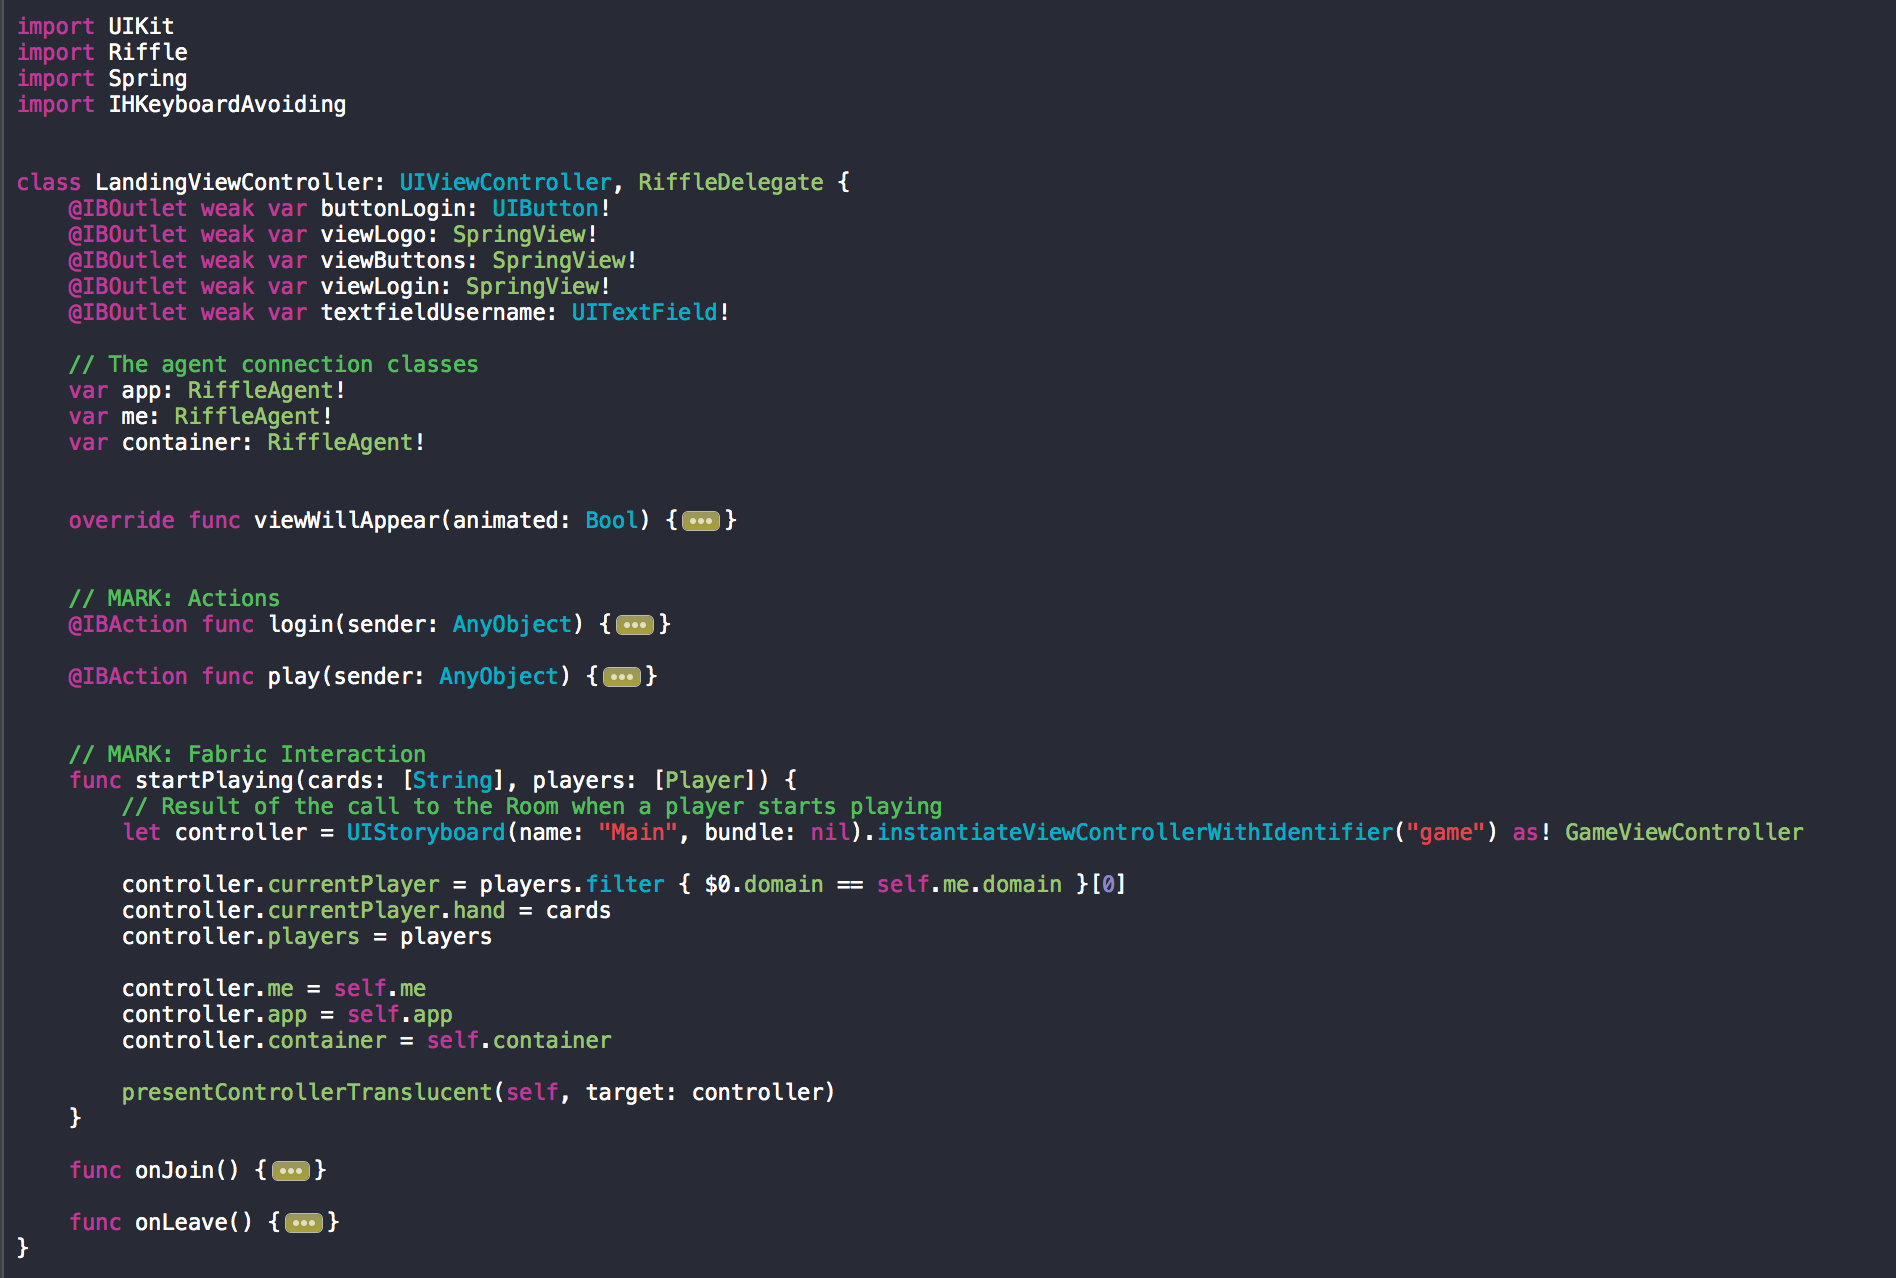 import UIKit
import Riffle
import Spring
import IHKeyboardAvoiding
class LandingViewController: UIViewController, RiffleDelegate {
@IBOutlet weak var buttonLogin: UIButton!
@IBOutlet weak var viewLogo: SpringView!
@IBOutlet weak var viewButtons: SpringView!
@IBOutlet weak var viewLogin: SpringView!
@IBOutlet weak var textfieldUsername: UITextField!
// The agent connection classes
var app: RiffleAgent!
var me: RiffleAgent!
var container: RiffleAgent!
override func viewWillAppear(animated: Bool) {•••}
// MARK: Actions
@IBAction func login(sender: AnyObject) {•••}
@IBAction func play(sender: AnyObject) {•••}
// MARK: Fabric Interaction
func startPlaying(cards: [String], players: [Player]) {
// Result of the call to the Room when a player starts playing
let controller = UIStoryboard(name: "Main", bundle: nil).instantiateViewControllerWithIdentifier("game") as! GameViewController
controller.currentPlayer = players.filter { $0.domain == self.me.domain }[0]
controller.currentPlayer.hand = cards
controller.players = players
controller.me = self.me
controller.app = self.app
controller.container = self.container
presentControllerTranslucent(self, target: controller)
}
func onJoin() {•••}
func onLeave() {•••}
}